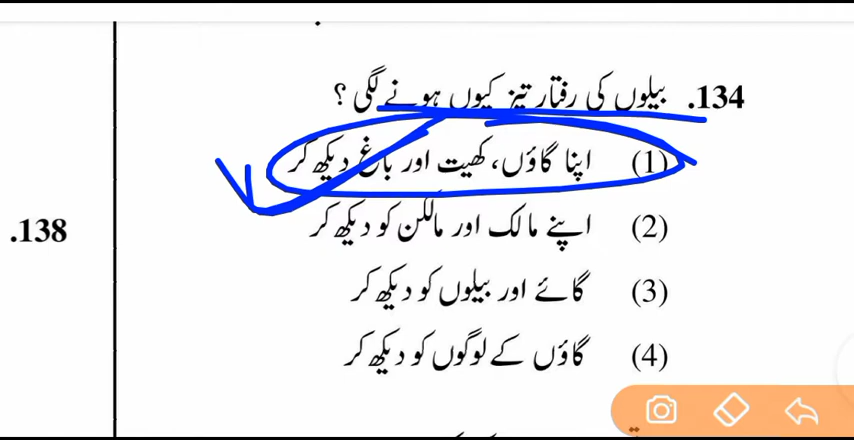 134. بیلوں کی رفتار تیز کیوں ہونے لگی ؟
(1) اپنا گاؤں، کھیت اور باغ دیکھ کر
(2) اپنے مالک اور مالکن کو دیکھ کر
(3) گائے اور بیلوں کو دیکھ کر
(4) گاؤں کے لوگوں کو دیکھ کر
138.